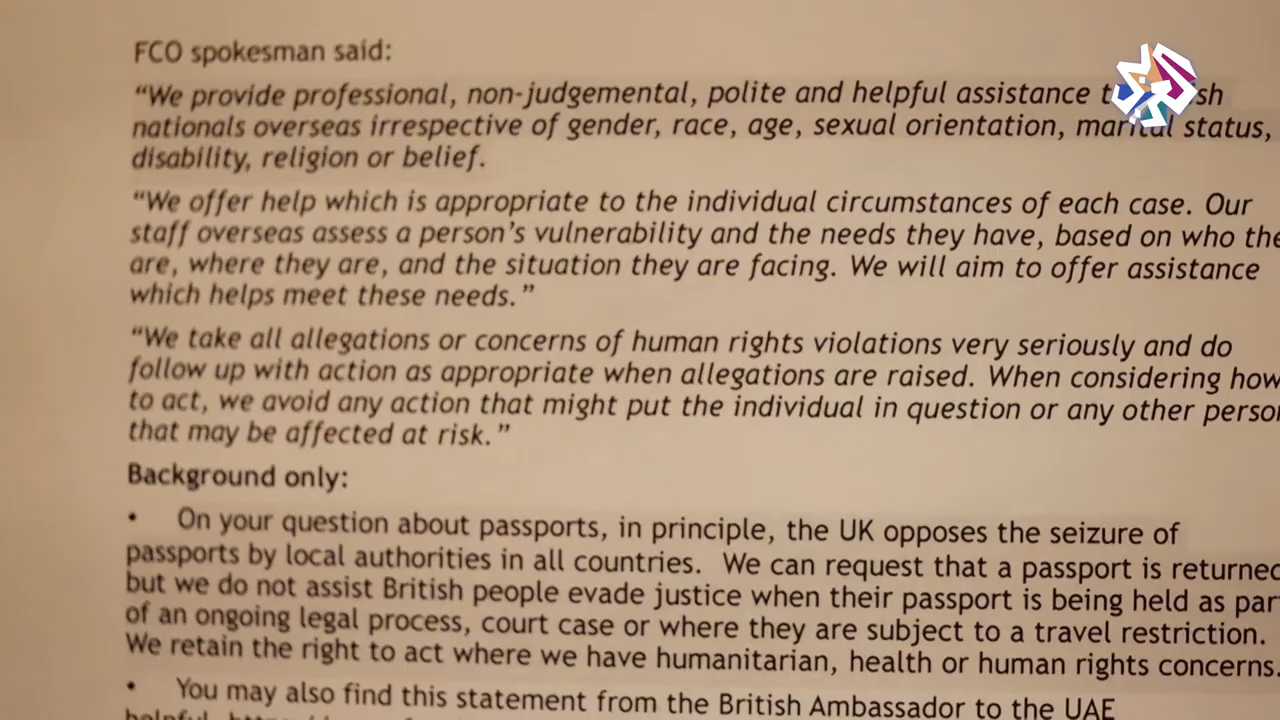 FCO spokesman said:
“We provide professional, non-judgemental, polite and helpful assistance
nationals overseas irrespective of gender, race, age, sexual orientation, marital status,
disability, religion or belief.
“We offer help which is appropriate to the individual circumstances of each case. Our
staff overseas assess a person’s vulnerability and the needs they have, based on who
are, where they are, and the situation they are facing. We will aim to offer assistance
which helps meet these needs.”
“We take all allegations or concerns of human rights violations very seriously and do
follow up with action as appropriate when allegations are raised. When considering how
to act, we avoid any action that might put the individual in question or any other
that may be affected at risk.”
Background only:
• On your question about passports, in principle, the UK opposes the seizure of
passports by local authorities in all countries. We can request that a passport is returned
but we do not assist British people evade justice when their passport is being held as
of an ongoing legal process, court case or where they are subject to a travel restriction.
We retain the right to act where we have humanitarian, health or human rights concerns.
• You may also find this statement from the British Ambassador to the UAE